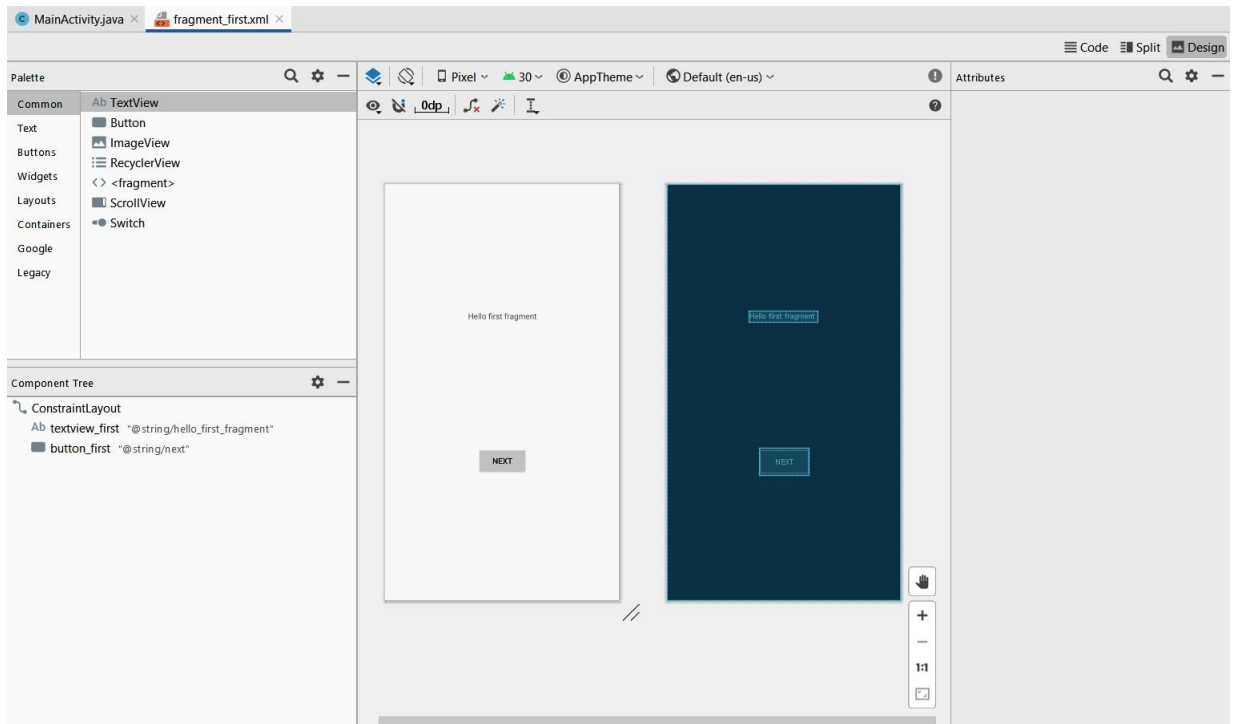 MainActivity.java
fragment_first.xml
Code
Split
Design
Palette
Common
Text
Buttons
Widgets
Layouts
Containers
Google
Legacy
Ab TextView
Button
ImageView
RecyclerView
<fragment>
ScrollView
Switch
Pixel
30
AppTheme
Default (en-us)
0dp
Attributes
Hello first fragment
NEXT
Hello first fragment
NEXT
1:1
Component Tree
ConstraintLayout
Ab textview_first "@string/hello_first_fragment"
button_first "@string/next"